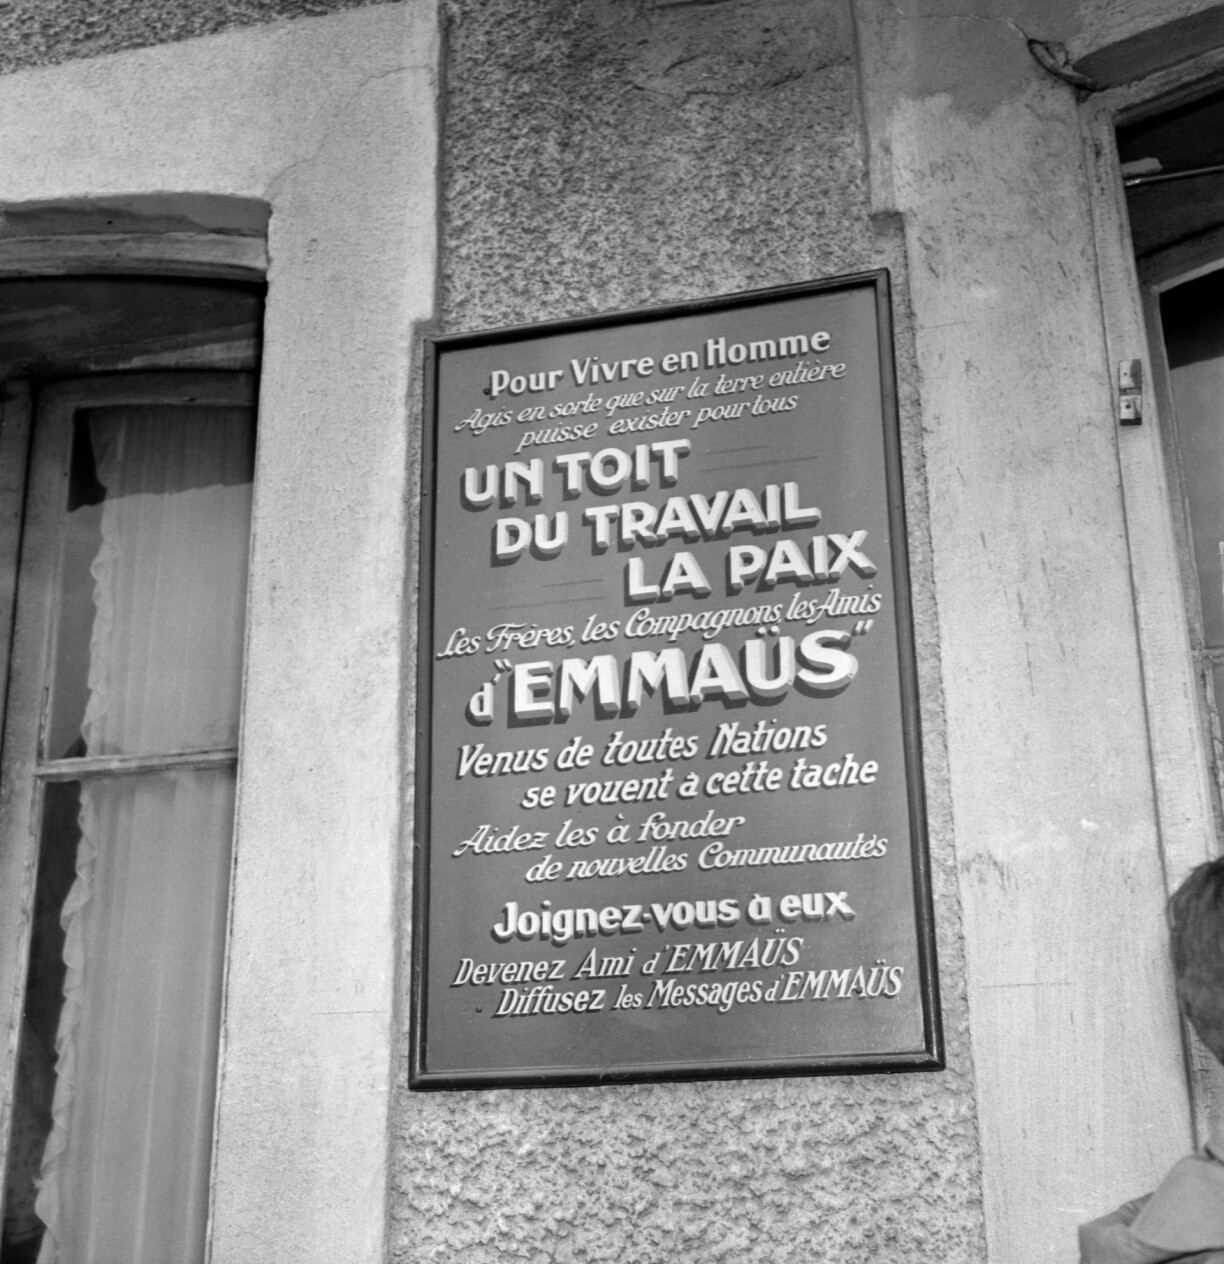 Pour Vivre en Homme
Agis en sorte que sur la terre entière
puisse exister pour tous
UN TOIT
DU TRAVAIL
LA PAIX
Les Frères, les Compagnons, les Amis
d'"EMMAÜS"
Venus de toutes Nations
se vouent à cette tache
Aidez les à fonder
de nouvelles Communautés
Joignez-vous à eux
Devenez Ami d'EMMAÜS
Diffusez les Messages d'EMMAÜS